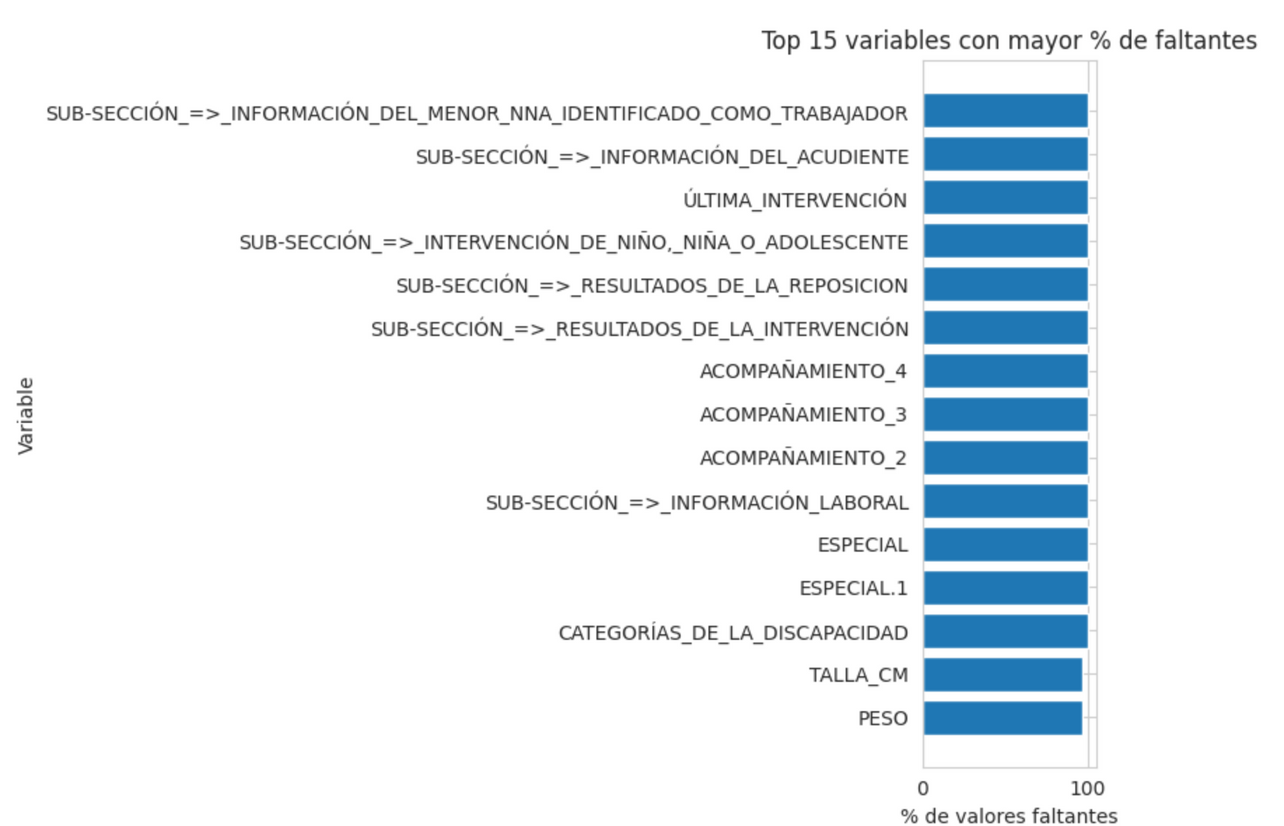 Top 15 variables con mayor % de faltantes
SUB-SECCIÓN_=>_INFORMACIÓN_DEL_MENOR_NNA_IDENTIFICADO_COMO_TRABAJADOR
SUB-SECCIÓN_=>_INFORMACIÓN_DEL_ACUDIENTE
ÚLTIMA_INTERVENCIÓN
SUB-SECCIÓN_=>_INTERVENCIÓN_DE_NIÑO,_NIÑA_O_ADOLESCENTE
SUB-SECCIÓN_=>_RESULTADOS_DE_LA_REPOSICION
SUB-SECCIÓN_=>_RESULTADOS_DE_LA_INTERVENCIÓN
ACOMPAÑAMIENTO_4
ACOMPAÑAMIENTO_3
ACOMPAÑAMIENTO_2
SUB-SECCIÓN_=>_INFORMACIÓN_LABORAL
ESPECIAL
ESPECIAL.1
CATEGORÍAS_DE_LA_DISCAPACIDAD
TALLA_CM
PESO
Variable
0 100
% de valores faltantes